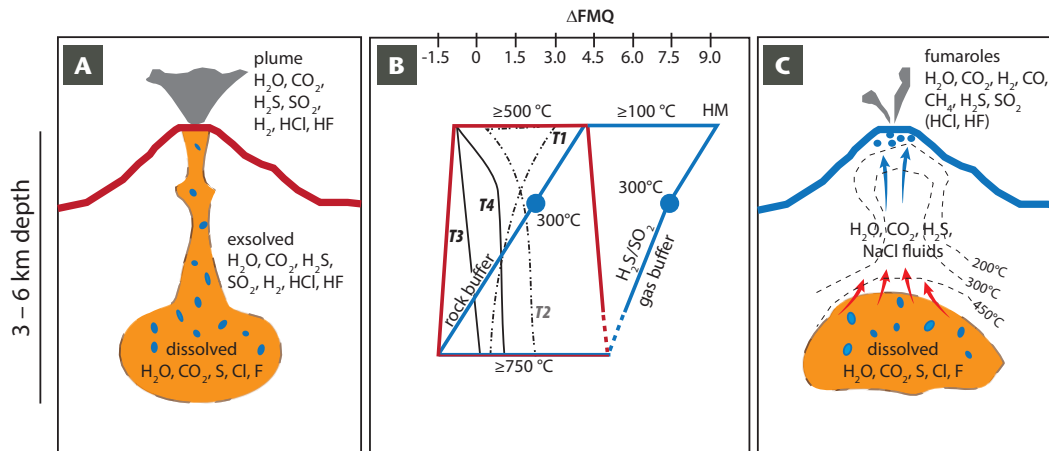 ΔFMQ
-1.5 0 1.5 3.0 4.5 6.0 7.5 9.0
3 – 6 km depth
A
plume
H₂O, CO₂,
H₂S, SO₂,
H₂, HCl, HF
exsolved
H₂O, CO₂, H₂S,
SO₂, H₂, HCl, HF
dissolved
H₂O, CO₂, S, Cl, F
B
≥500 °C
≥100 °C
HM
T1
T4
T3
T2
300°C
300°C
rock buffer
H₂S/SO₂
gas buffer
≥750 °C
C
fumaroles
H₂O, CO₂, H₂, CO,
CH₄, H₂S, SO₂
(HCl, HF)
H₂O, CO₂, H₂S,
NaCl fluids
200°C
300°C
450°C
dissolved
H₂O, CO₂, S, Cl, F